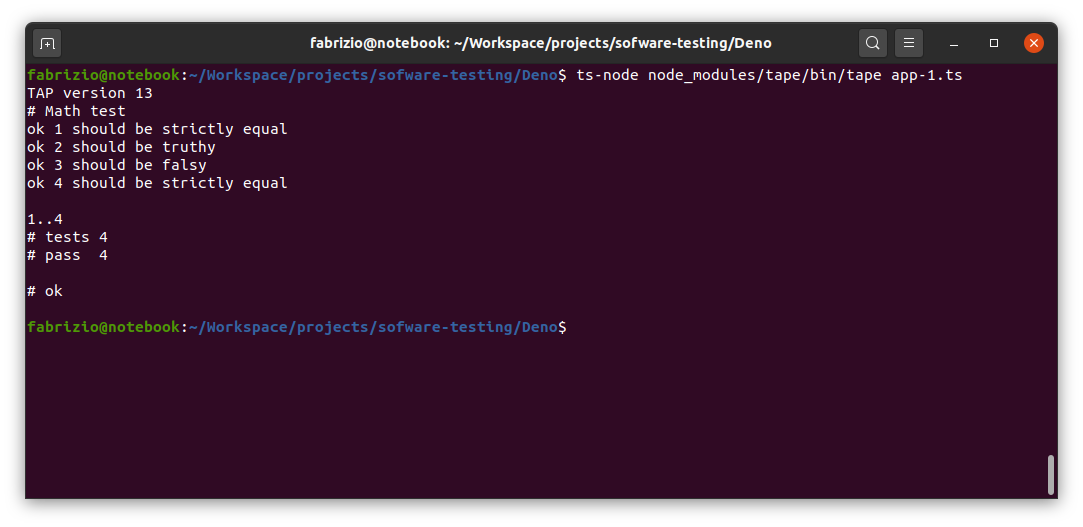 fabrizio@notebook: ~/Workspace/projects/sofware-testing/Deno
fabrizio@notebook:~/Workspace/projects/sofware-testing/Deno$ ts-node node_modules/tape/bin/tape app-1.ts
TAP version 13
# Math test
ok 1 should be strictly equal
ok 2 should be truthy
ok 3 should be falsy
ok 4 should be strictly equal
1..4
# tests 4
# pass  4
# ok
fabrizio@notebook:~/Workspace/projects/sofware-testing/Deno$